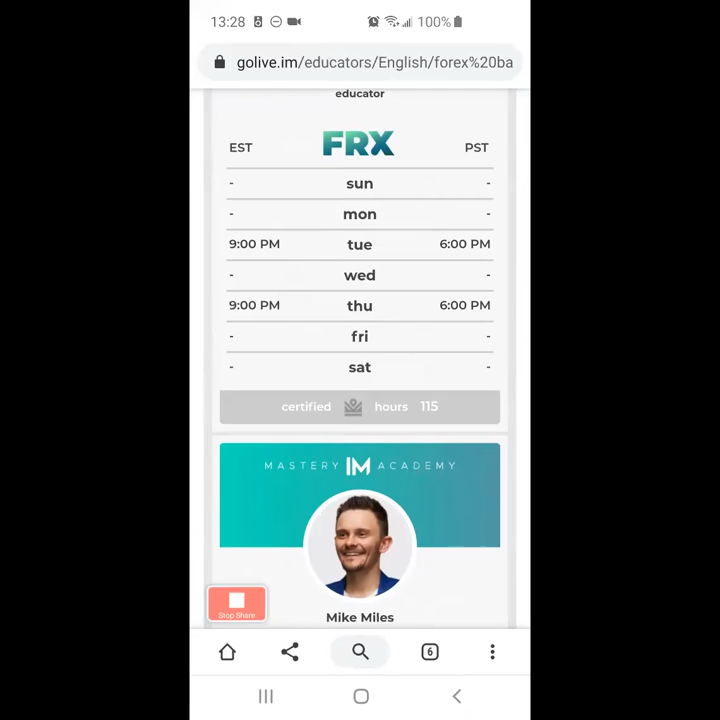 13:28 100%
golive.im/educators/English/forex%20ba
educator
EST FRX PST
- sun -
- mon -
9:00 PM tue 6:00 PM
- wed -
9:00 PM thu 6:00 PM
- fri -
- sat -
certified hours 115
MASTERY IM ACADEMY
Mike Miles
Stop Share
6